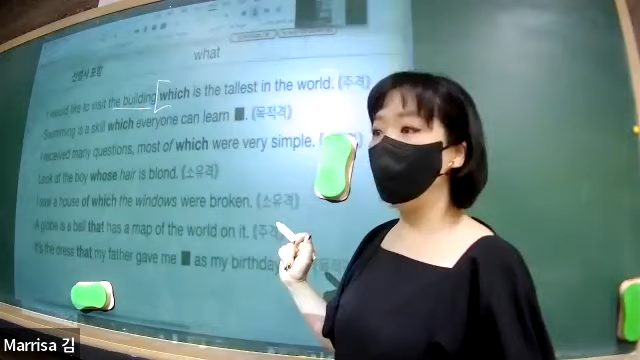 what
선행사 포함
I would like to visit the building which is the tallest in the world. (주격)
Swimming is a skill which everyone can learn ■. (목적격)
I received many questions, most of which were very simple.
Look at the boy whose hair is blond. (소유격)
I saw a house of which the windows were broken. (소유격)
A globe is a ball that has a map of the world on it. (주격
It's the dress that my father gave me ■ as my birthday
Marrisa 김